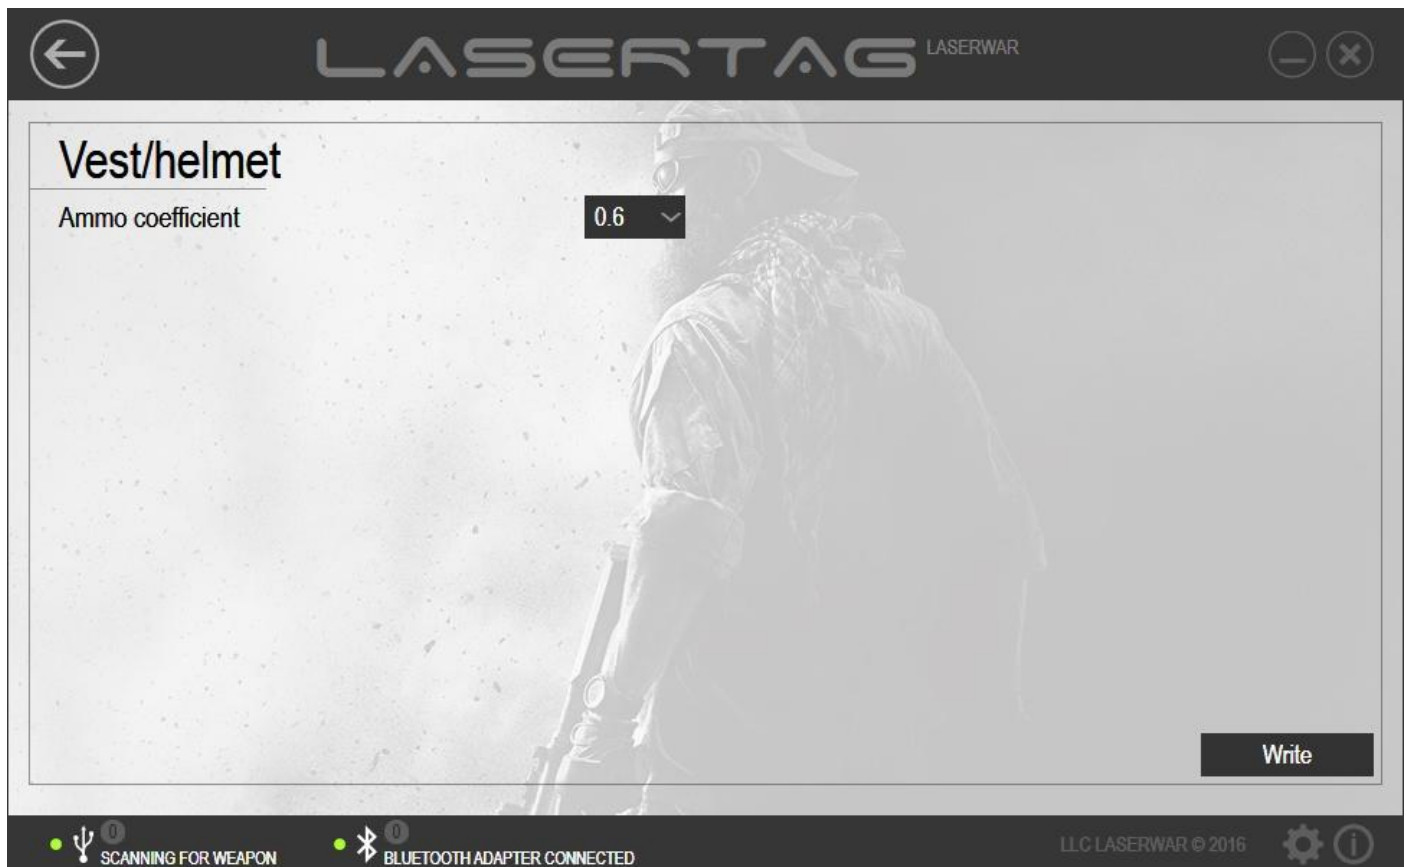 LASERTAG LASERWAR
Vest/helmet
Ammo coefficient 0.6
Write
0 0
SCANNING FOR WEAPON BLUETOOTH ADAPTER CONNECTED LLC LASERWAR © 2016